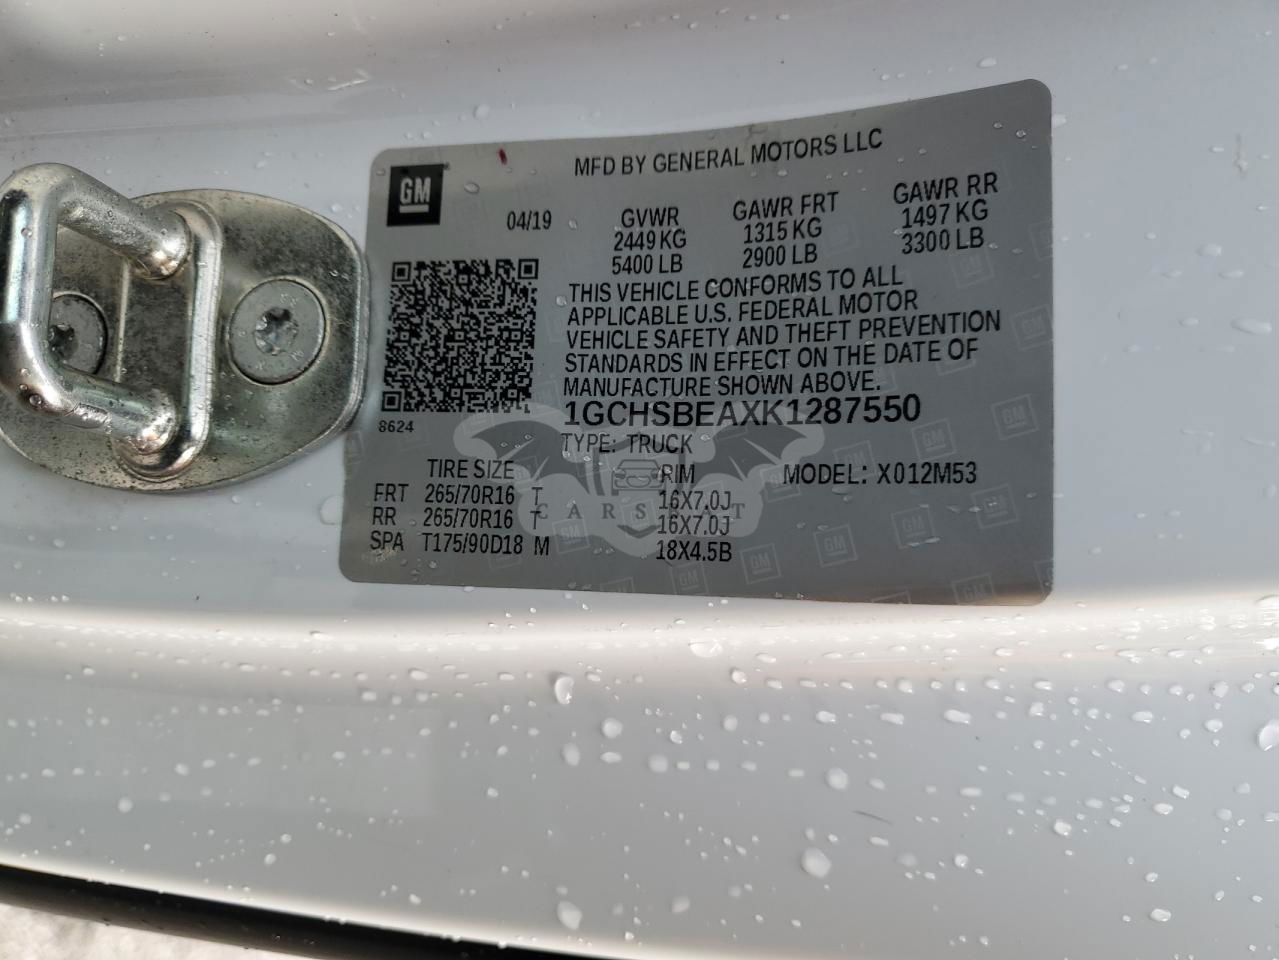 MFD BY GENERAL MOTORS LLC
GM
04/19 GVWR GAWR FRT GAWR RR
2449 KG 1315 KG 1497 KG
5400 LB 2900 LB 3300 LB
THIS VEHICLE CONFORMS TO ALL
APPLICABLE U.S. FEDERAL MOTOR
VEHICLE SAFETY AND THEFT PREVENTION
STANDARDS IN EFFECT ON THE DATE OF
MANUFACTURE SHOWN ABOVE.
8624
1GCHSBEAXK1287550
TYPE: TRUCK
TIRE SIZE RIM MODEL: X012M53
FRT 265/70R16 T 16X7.0J
CARSBAT
RR 265/70R16 T 16X7.0J
SPA T175/90D18 M 18X4.5B